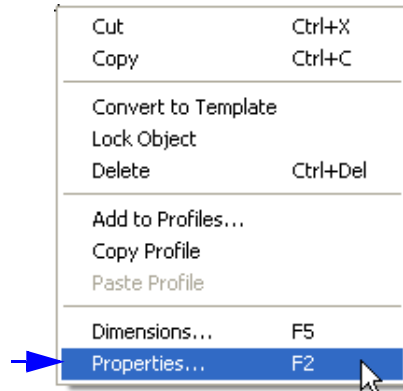 Cut Ctrl+X
Copy Ctrl+C
Convert to Template
Lock Object
Delete Ctrl+Del
Add to Profiles...
Copy Profile
Paste Profile
Dimensions... F5
Properties... F2